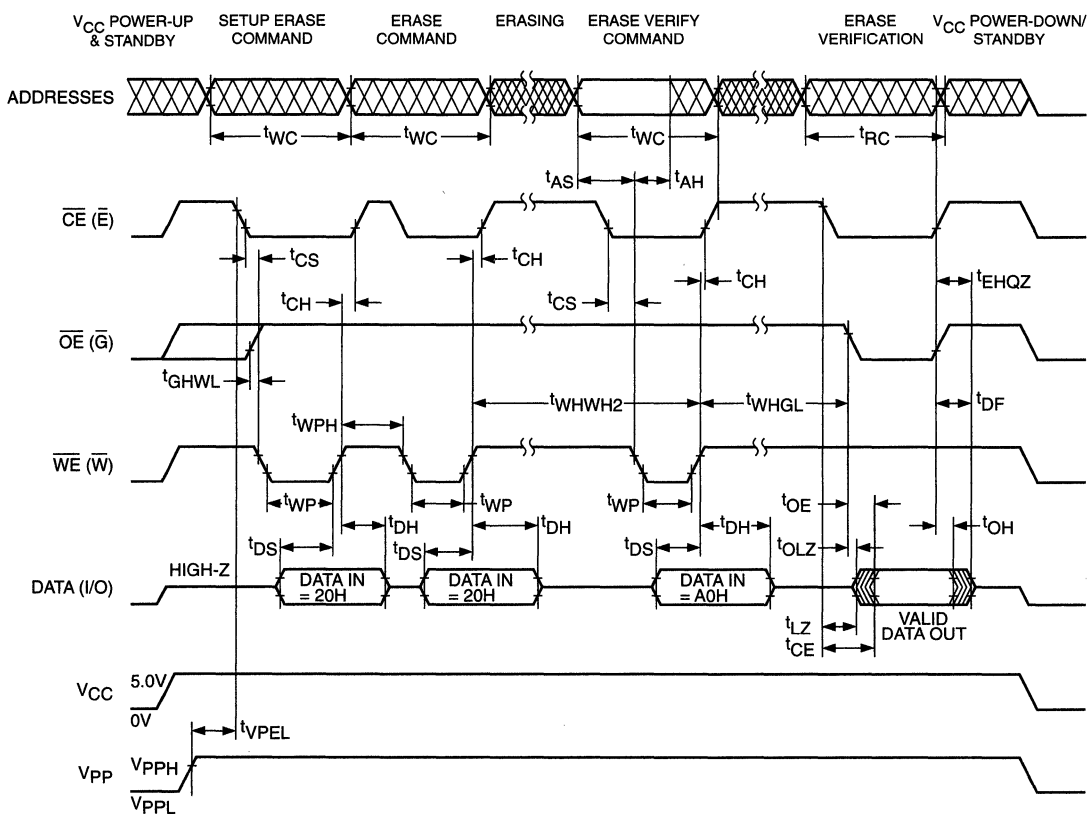 VCC POWER-UP
& STANDBY
SETUP ERASE
COMMAND
ERASE
COMMAND
ERASING
ERASE VERIFY
COMMAND
ERASE
VERIFICATION
VCC POWER-DOWN/
STANDBY
ADDRESSES
tWC
tWC
tWC
tRC
tAS
tAH
C̅E̅ (E̅)
tCS
tCH
tCH
tCS
tCH
tEHQZ
O̅E̅ (G̅)
tGHWL
tWPH
tWHWH2
tWHGL
tDF
W̅E̅ (W̅)
tWP
tWP
tWP
tOE
tDH
tDH
tDH
tOH
tDS
tDS
tDS
tOLZ
DATA (I/O)
HIGH-Z
DATA IN
= 20H
DATA IN
= 20H
DATA IN
= A0H
VALID
DATA OUT
tLZ
tCE
VCC
5.0V
0V
tVPEL
VPP
VPPH
VPPL